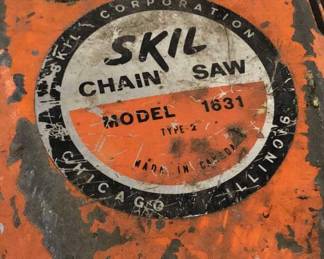 SKIL CORPORATION
SKIL
CHAIN SAW
MODEL 1631
TYPE-2
MADE IN CANADA
CHICAGO ILLINOIS